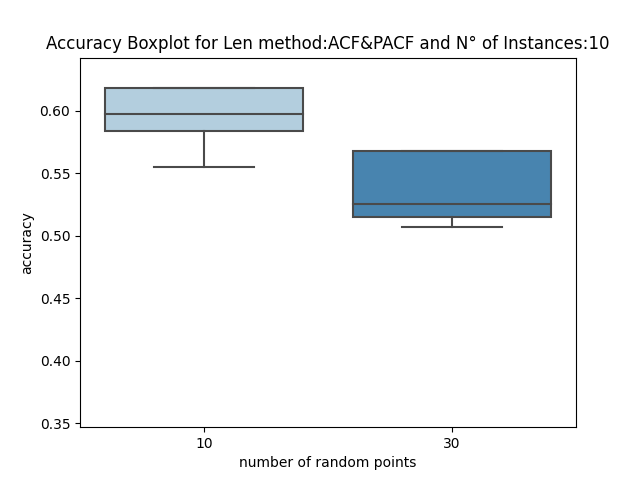 Accuracy Boxplot for Len method:ACF&PACF and N° of Instances:10
0.60
0.55
0.50
0.45
0.40
0.35
accuracy
10 30
number of random points